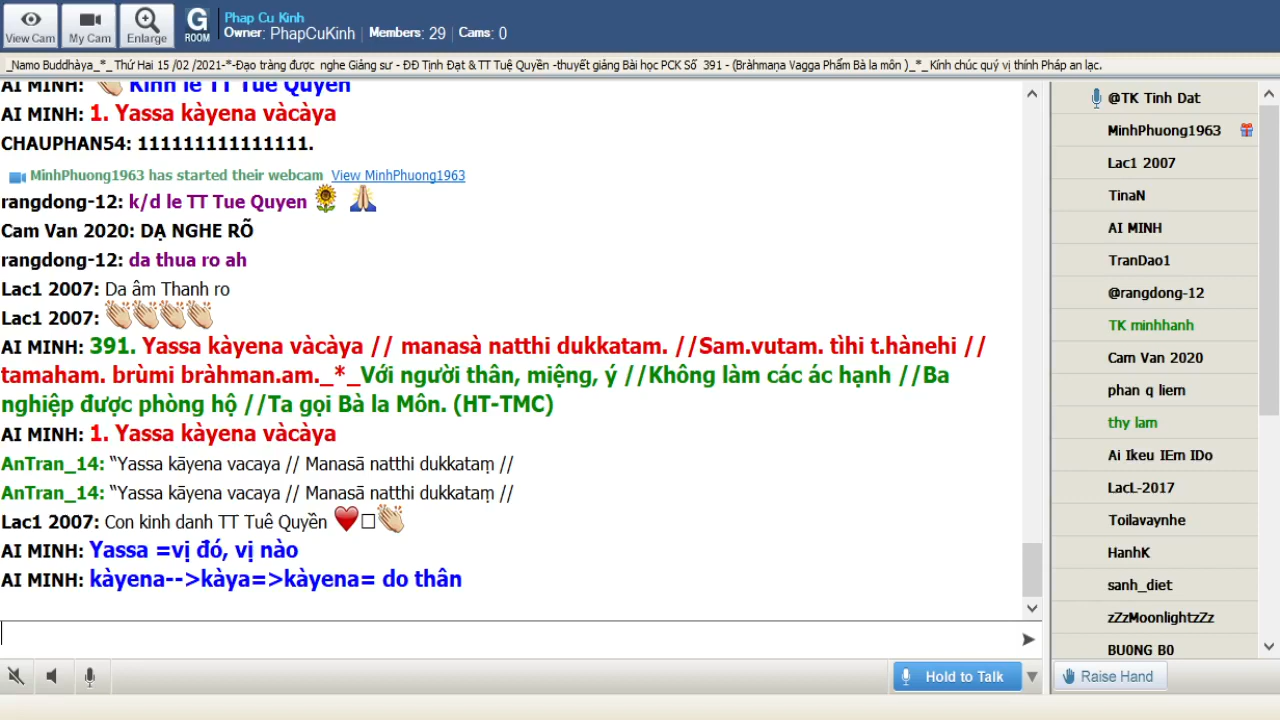 View Cam
My Cam
Enlarge
G
ROOM
Phap Cu Kinh
Owner: PhapCuKinh | Members: 29 | Cams: 0
_Namo Buddhàya_*_ Thứ Hai 15 /02 /2021-*-Đạo tràng được nghe Giảng sư - ĐĐ Tịnh Đạt & TT Tuệ Quyền -thuyết giảng Bài học PCK Số 391 - (Bràhmaṇa Vagga Phẩm Bà la môn )_*_ Kính chúc quý vị thính Pháp an lạc.
AI MINH: Kính lễ TT Tuệ Quyền
AI MINH: 1. Yassa kàyena vàcàya
CHAUPHAN54: 111111111111111.
MinhPhuong1963 has started their webcam View MinhPhuong1963
rangdong-12: k/d le TT Tue Quyen
Cam Van 2020: DẠ NGHE RÕ
rangdong-12: da thua ro ah
Lac1 2007: Da âm Thanh ro
Lac1 2007:
AI MINH: 391. Yassa kàyena vàcàya // manasà natthi dukkatam. //Sam.vutam. tìhi t.hànehi //
tamaham. brùmi bràhman.am._*_Với người thân, miệng, ý //Không làm các ác hạnh //Ba
nghiệp được phòng hộ //Ta gọi Bà la Môn. (HT-TMC)
AI MINH: 1. Yassa kàyena vàcàya
AnTran_14: “Yassa kāyena vacaya // Manasā natthi dukkataṃ //
AnTran_14: “Yassa kāyena vacaya // Manasā natthi dukkataṃ //
Lac1 2007: Con kinh danh TT Tuê Quyền
AI MINH: Yassa =vị đó, vị nào
AI MINH: kàyena-->kàya=>kàyena= do thân
Hold to Talk
@TK Tinh Dat
MinhPhuong1963
Lac1 2007
TinaN
AI MINH
TranDao1
@rangdong-12
TK minhhanh
Cam Van 2020
phan q liem
thy lam
Ai Ikeu IEm IDo
LacL-2017
Toilavaynhe
HanhK
sanh_diet
zZzMoonlightzZz
BU0NG B0
Raise Hand